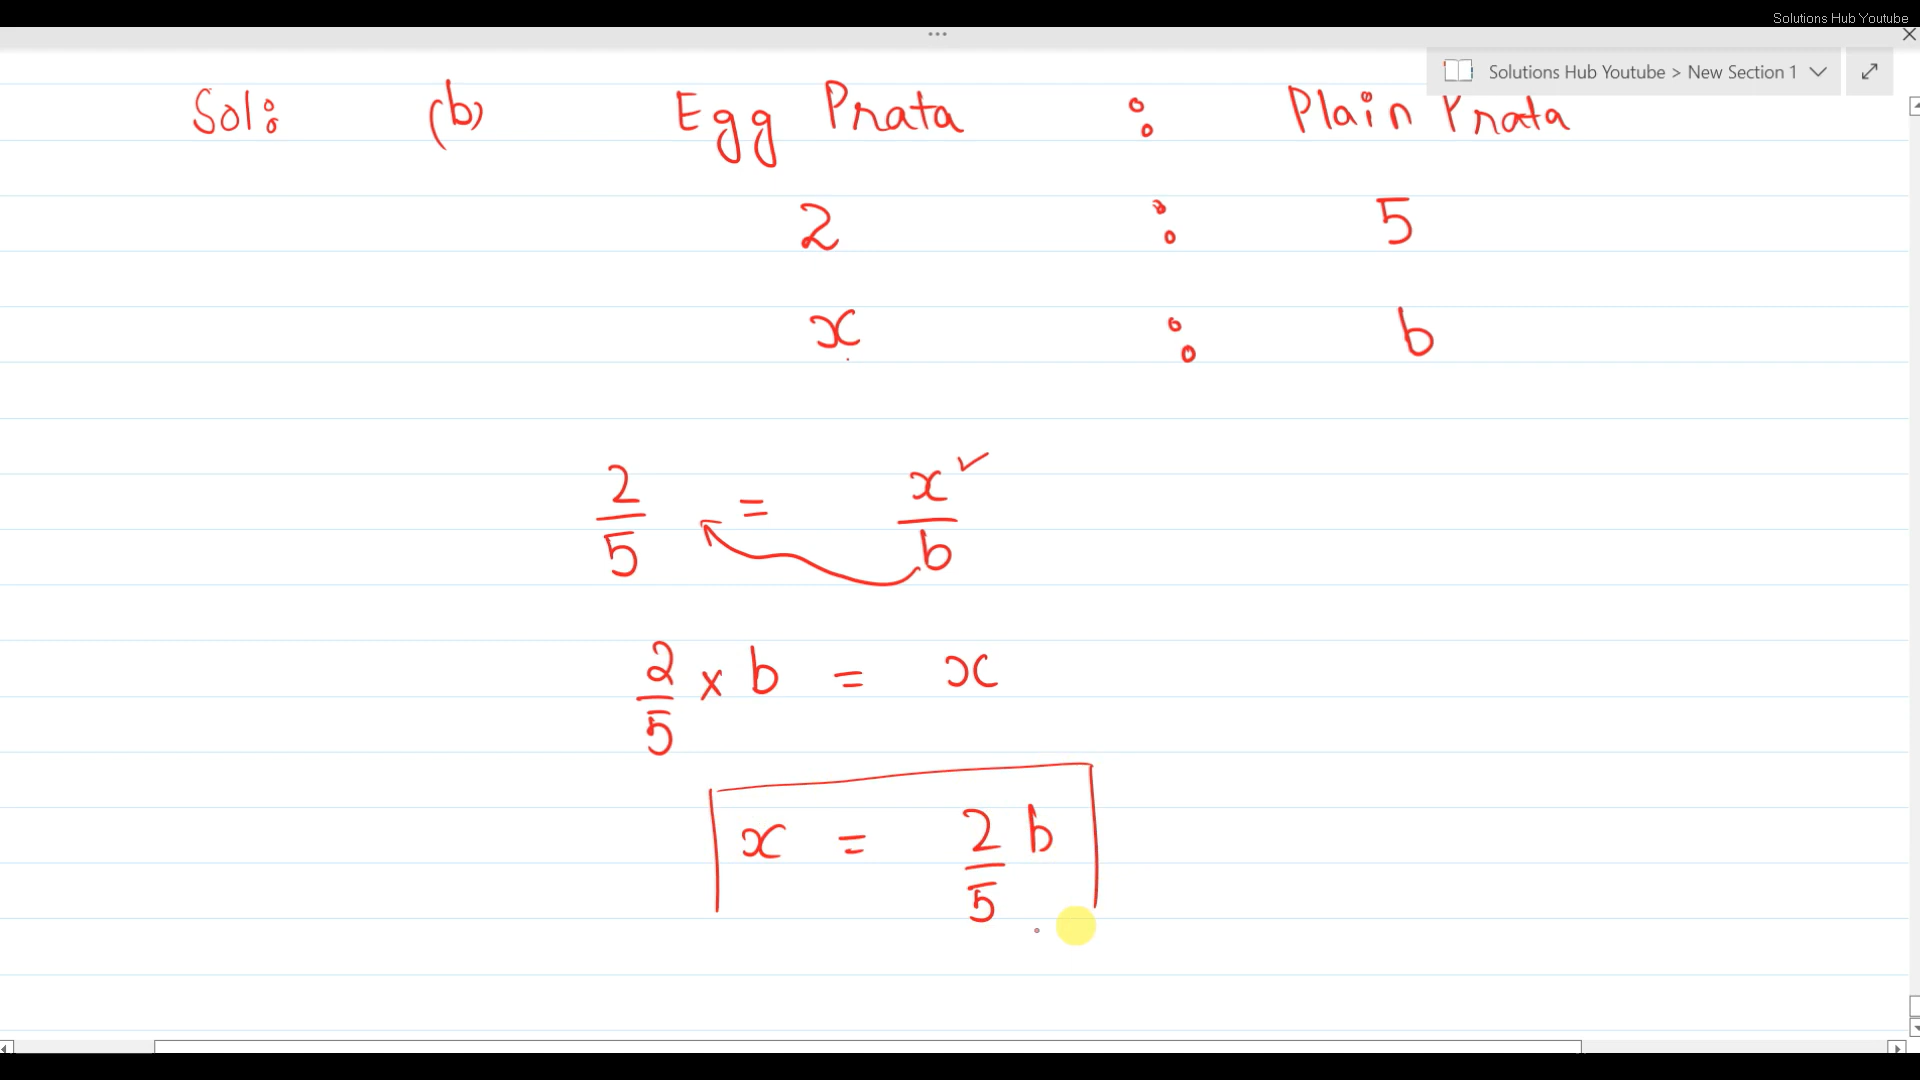 Solutions Hub Youtube
Solutions Hub Youtube > New Section 1
Sol: (b) Egg Prata : Plain Prata
2 : 5
x : b
2/5 = x/b
2/5 × b = x
x = 2/5 b